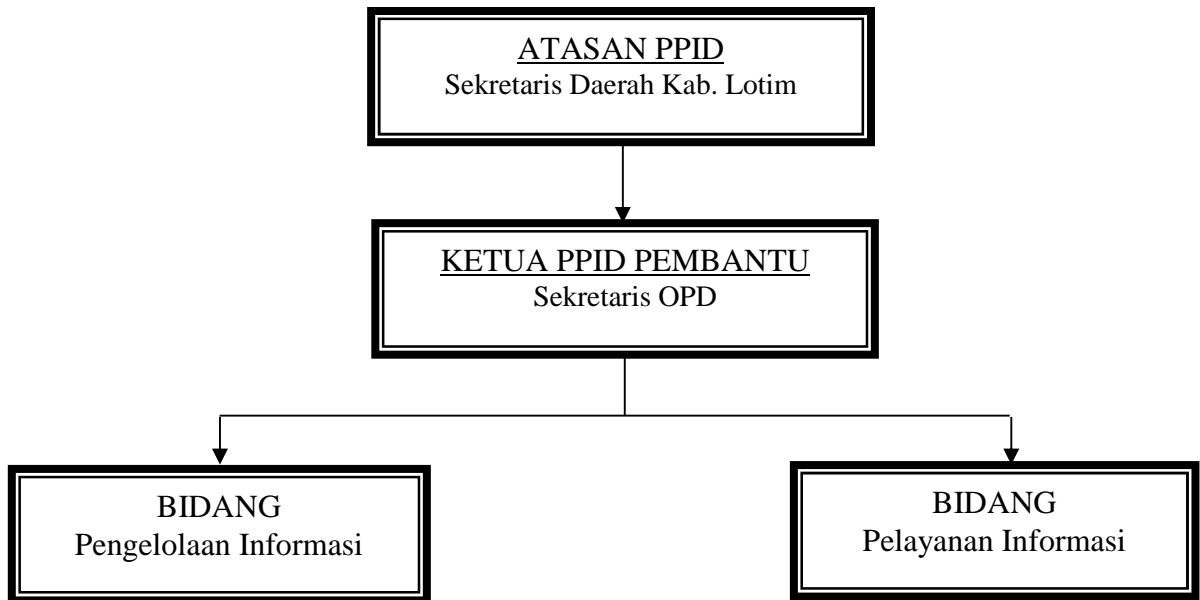 ATASAN PPID
Sekretaris Daerah Kab. Lotim
KETUA PPID PEMBANTU
Sekretaris OPD
BIDANG
Pengelolaan Informasi
BIDANG
Pelayanan Informasi